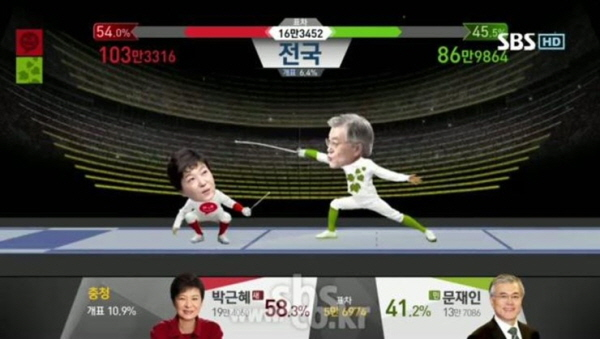 54.0%
103만3316
표차
16만3452
전국
개표 6.4%
45.5%
86만9864
SBS HD
충청
개표 10.9%
박근혜 새
58.3%
표차
41.2%
민 문재인
13만7086